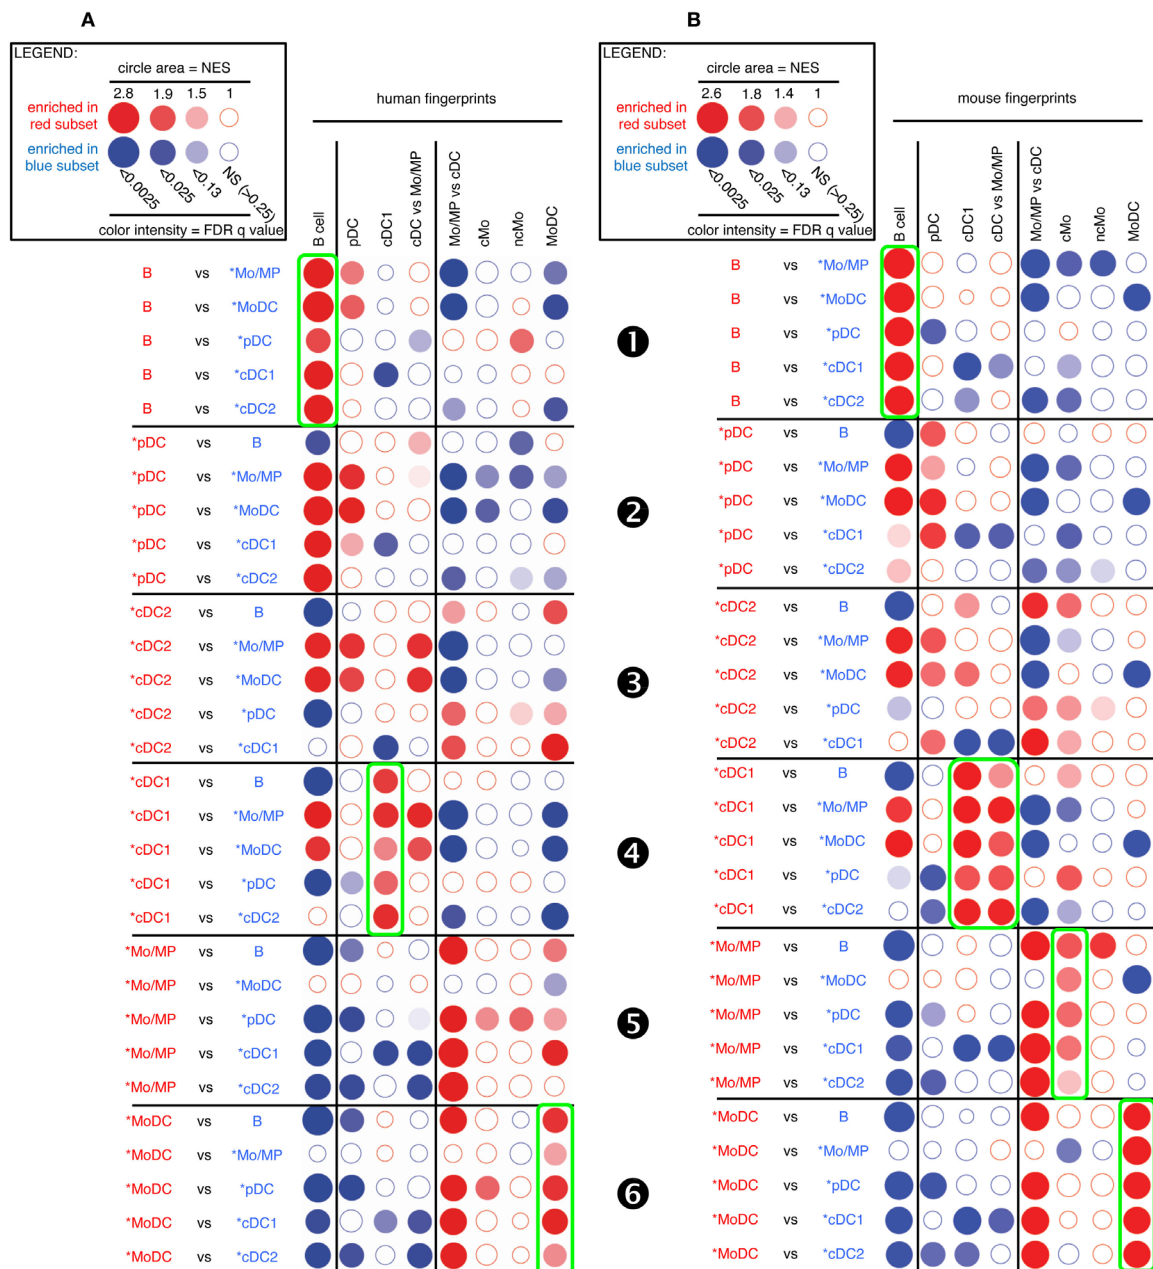 A
LEGEND:
circle area = NES
2.8 1.9 1.5 1
enriched in
red subset
enriched in
blue subset
<0.0025 <0.025 <0.13 NS (>0.25)
color intensity = FDR q value
human fingerprints
B cell pDC cDC1 cDC vs Mo/MP Mo/MP vs cDC cMo ncMo MoDC
B vs *Mo/MP
B vs *MoDC
B vs *pDC
B vs *cDC1
B vs *cDC2
*pDC vs B
*pDC vs *Mo/MP
*pDC vs *MoDC
*pDC vs *cDC1
*pDC vs *cDC2
*cDC2 vs B
*cDC2 vs *Mo/MP
*cDC2 vs *MoDC
*cDC2 vs *pDC
*cDC2 vs *cDC1
*cDC1 vs B
*cDC1 vs *Mo/MP
*cDC1 vs *MoDC
*cDC1 vs *pDC
*cDC1 vs *cDC2
*Mo/MP vs B
*Mo/MP vs *MoDC
*Mo/MP vs *pDC
*Mo/MP vs *cDC1
*Mo/MP vs *cDC2
*MoDC vs B
*MoDC vs *Mo/MP
*MoDC vs *pDC
*MoDC vs *cDC1
*MoDC vs *cDC2
1
2
3
4
5
6
B
LEGEND:
circle area = NES
2.6 1.8 1.4 1
enriched in
red subset
enriched in
blue subset
<0.0025 <0.025 <0.13 NS (>0.25)
color intensity = FDR q value
mouse fingerprints
B cell pDC cDC1 cDC vs Mo/MP Mo/MP vs cDC cMo ncMo MoDC
B vs *Mo/MP
B vs *MoDC
B vs *pDC
B vs *cDC1
B vs *cDC2
*pDC vs B
*pDC vs *Mo/MP
*pDC vs *MoDC
*pDC vs *cDC1
*pDC vs *cDC2
*cDC2 vs B
*cDC2 vs *Mo/MP
*cDC2 vs *MoDC
*cDC2 vs *pDC
*cDC2 vs *cDC1
*cDC1 vs B
*cDC1 vs *Mo/MP
*cDC1 vs *MoDC
*cDC1 vs *pDC
*cDC1 vs *cDC2
*Mo/MP vs B
*Mo/MP vs *MoDC
*Mo/MP vs *pDC
*Mo/MP vs *cDC1
*Mo/MP vs *cDC2
*MoDC vs B
*MoDC vs *Mo/MP
*MoDC vs *pDC
*MoDC vs *cDC1
*MoDC vs *cDC2